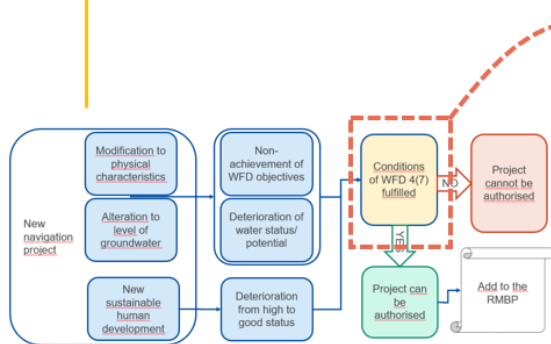 New
navigation
project
Modification to
physical
characteristics
Alteration to
level of
groundwater
New
sustainable
human
development
Non-
achievement of
WFD objectives
Deterioration of
water status/
potential
Deterioration
from high to
good status
Conditions
of WFD 4(7)
fulfilled
NO
Project
cannot be
authorised
YES
Project can
be
authorised
Add to the
RMBP